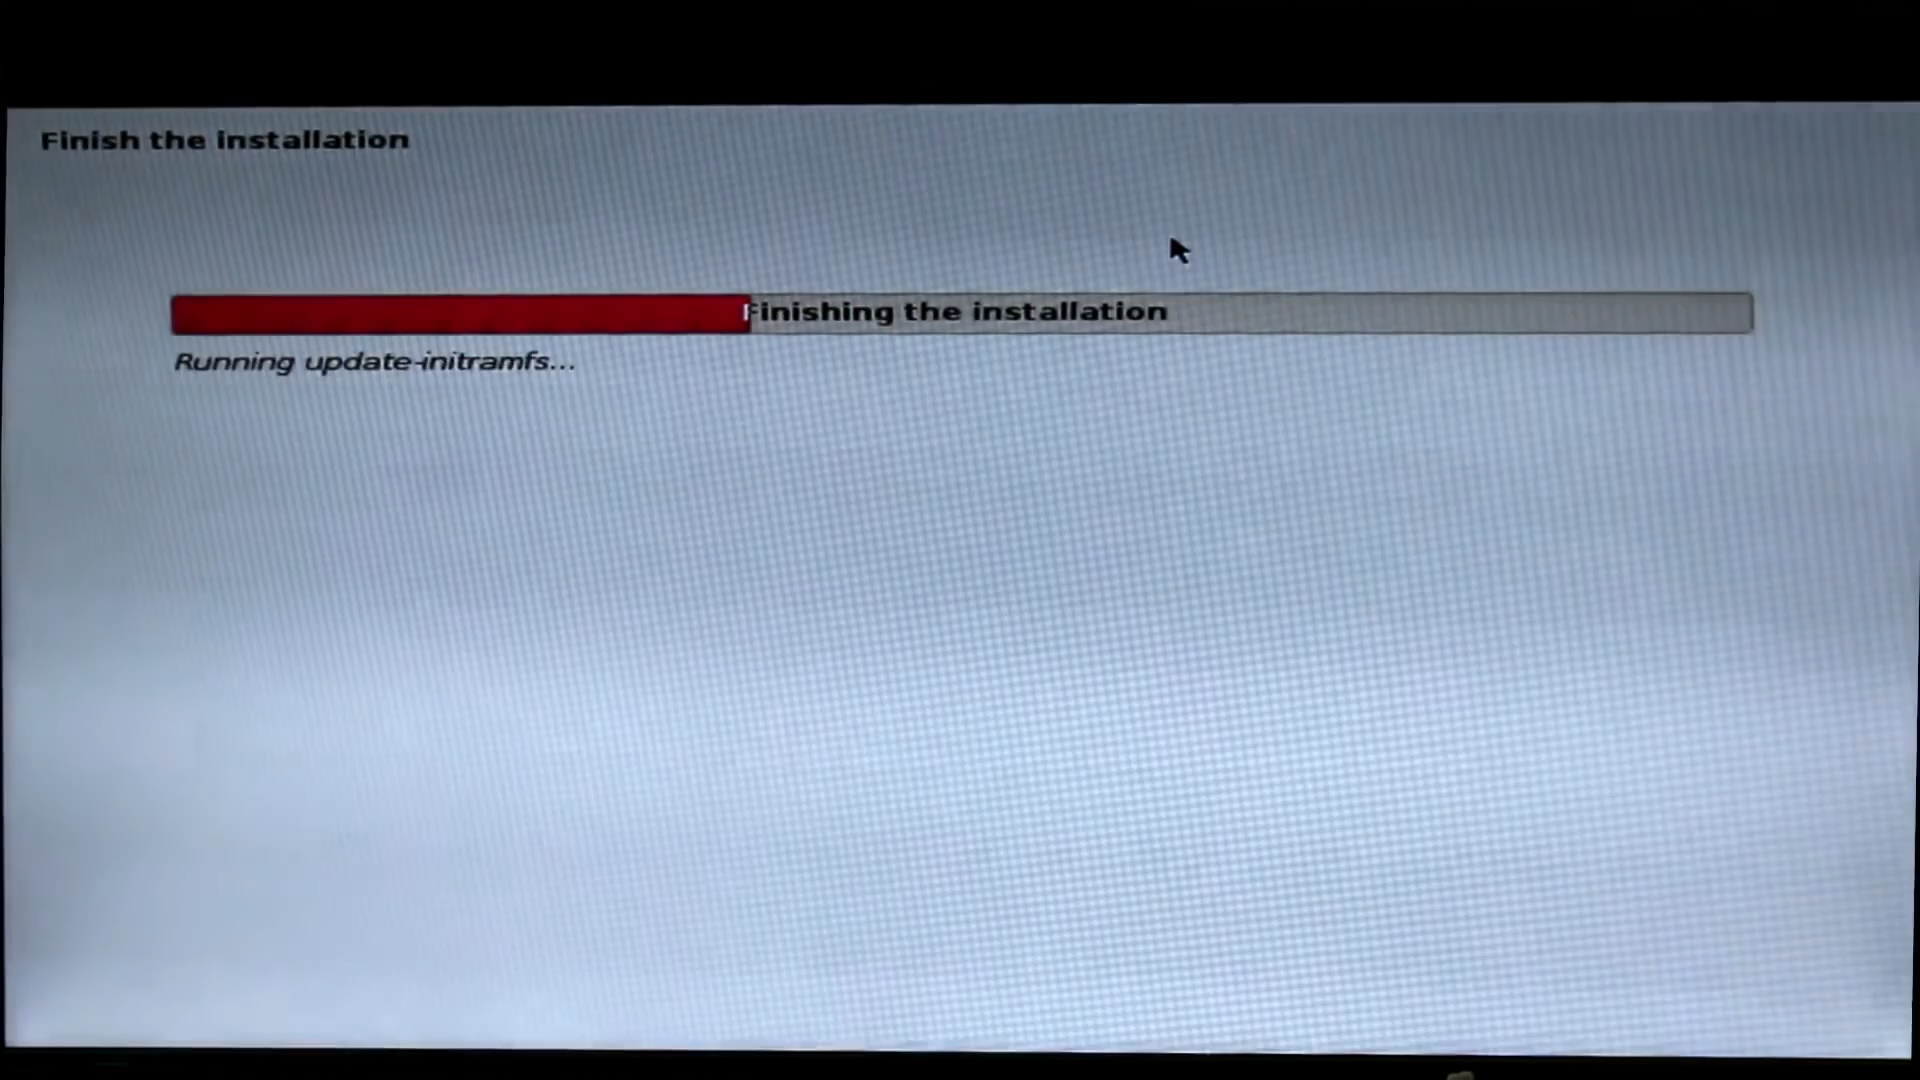 Finish the installation
Finishing the installation
Running update-initramfs...